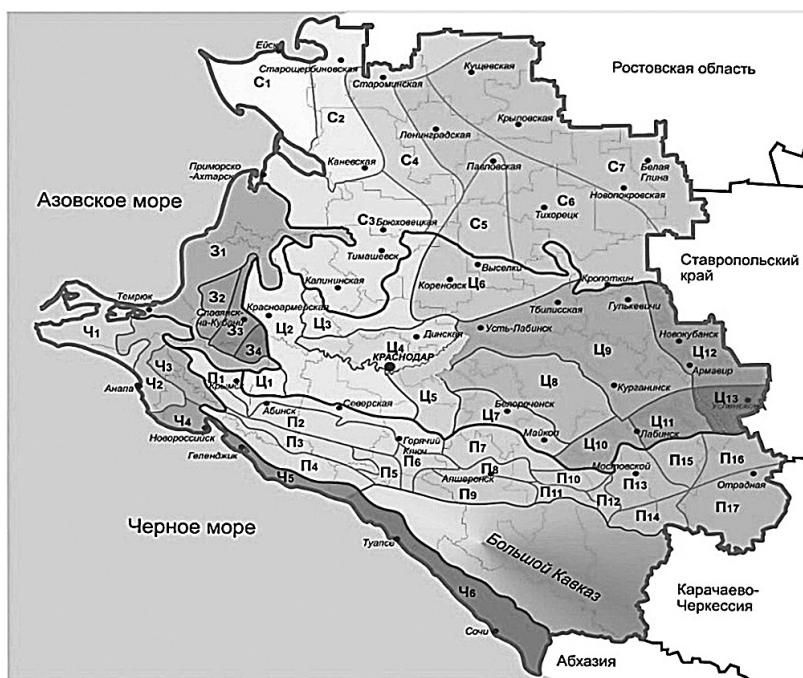 Ростовская область
Ставропольский
край
Карачаево-
Черкессия
Абхазия
Азовское море
Черное море
Большой Кавказ
Ейск
Старощербиновская
Староминская
Кущевская
Крыловская
Ленинградская
Каневская
Павловская
Белая
Глина
Новопокровская
Тихорецк
Приморско
-Ахтарск
Брюховецкая
Тимашевск
Калининская
Выселки
Кореновск
Кропоткин
Гулькевичи
Тбилисская
Усть-Лабинск
Динская
КРАСНОДАР
Темрюк
Славянск-
на-Кубани
Красноармейская
Новокубанск
Армавир
Успенское
Курганинск
Лабинск
Белореченск
Майкоп
Анапа
Крымск
Абинск
Северская
Горячий
Ключ
Новороссийск
Геленджик
Апшеронск
Мостовской
Отрадная
Туапсе
Сочи
С1
С2
С3
С4
С5
С6
С7
З1
З2
З3
З4
Ц1
Ц2
Ц3
Ц4
Ц5
Ц6
Ц7
Ц8
Ц9
Ц10
Ц11
Ц12
Ц13
П1
П2
П3
П4
П5
П6
П7
П8
П9
П10
П11
П12
П13
П14
П15
П16
П17
Ч1
Ч2
Ч3
Ч4
Ч5
Ч6